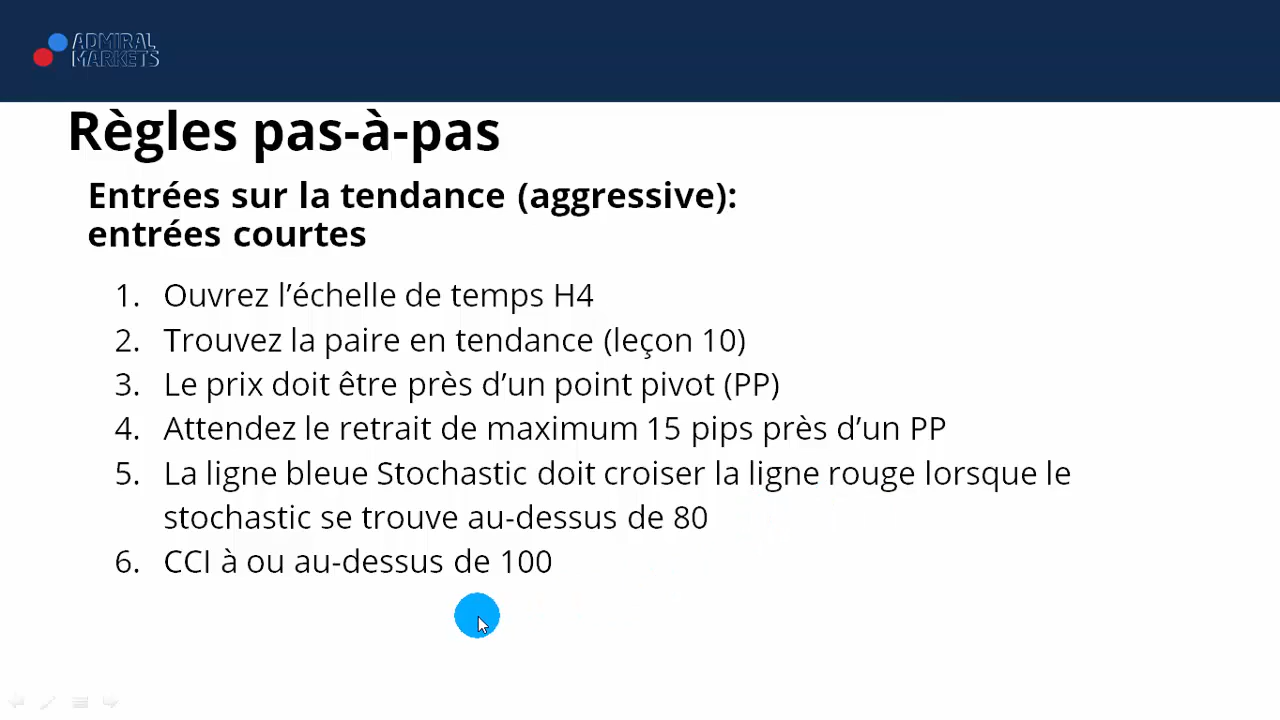 ADMIRAL
MARKETS
Règles pas-à-pas
Entrées sur la tendance (aggressive):
entrées courtes
1. Ouvrez l’échelle de temps H4
2. Trouvez la paire en tendance (leçon 10)
3. Le prix doit être près d’un point pivot (PP)
4. Attendez le retrait de maximum 15 pips près d’un PP
5. La ligne bleue Stochastic doit croiser la ligne rouge lorsque le
stochastic se trouve au-dessus de 80
6. CCI à ou au-dessus de 100